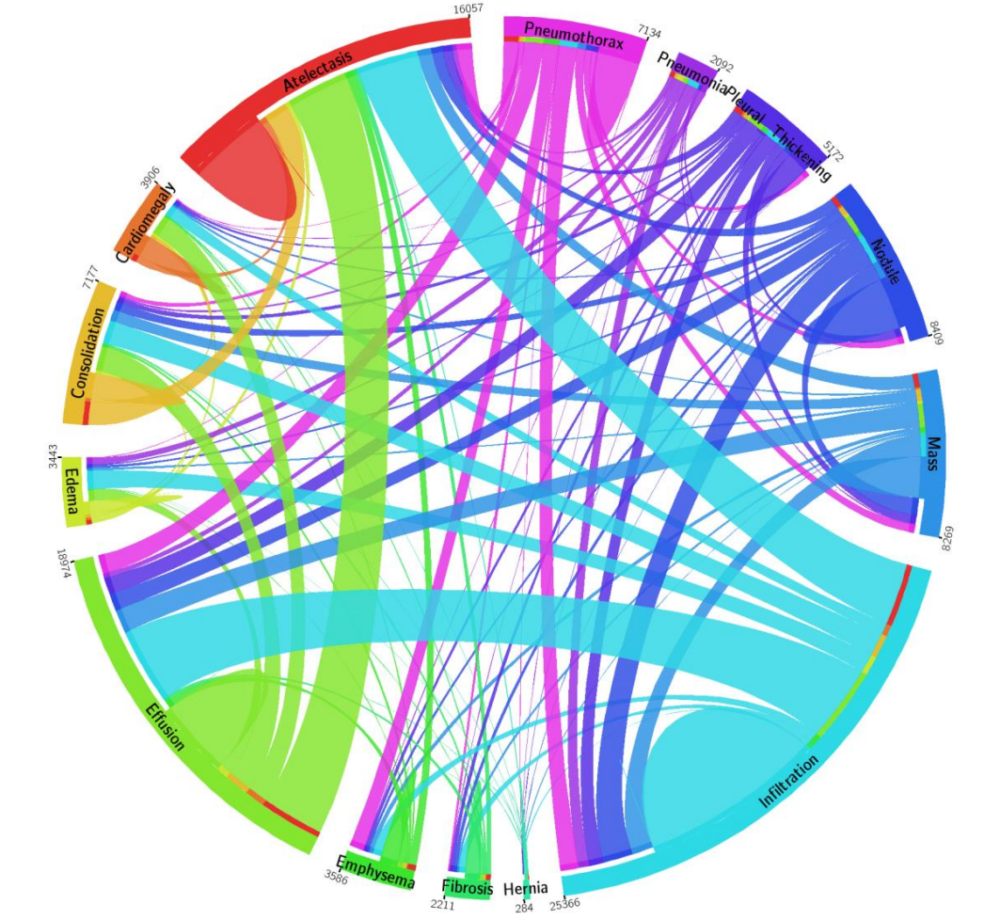 16057
Pneumothorax
7134
Pneumonia
2092
Pleural Thickening
5172
Nodule
8409
Mass
8269
Infiltration
25366
Hernia
284
Fibrosis
2211
Emphysema
3586
Effusion
18974
Edema
3443
Consolidation
7177
Cardiomegaly
3906
Atelectasis